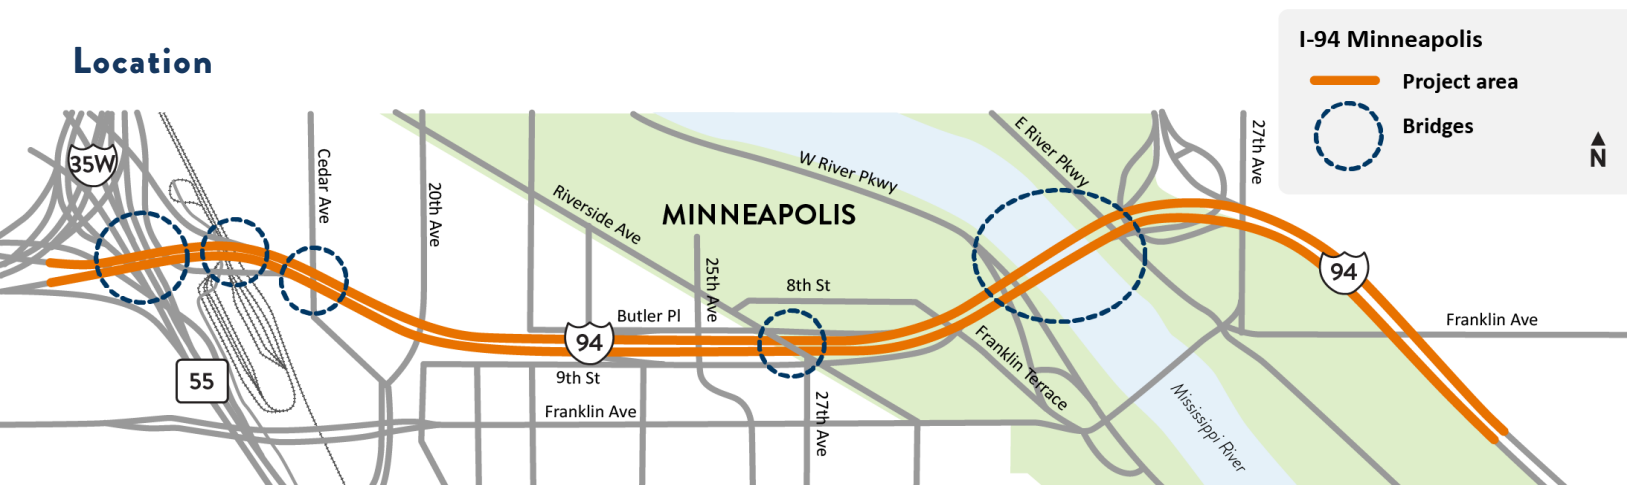 Location
I-94 Minneapolis
Project area
Bridges
N
35W
Cedar Ave
20th Ave
Riverside Ave
W River Pkwy
E River Pkwy
27th Ave
MINNEAPOLIS
25th Ave
8th St
Butler Pl
94
94
Franklin Ave
9th St
55
Franklin Ave
27th Ave
Franklin Terrace
Mississippi River